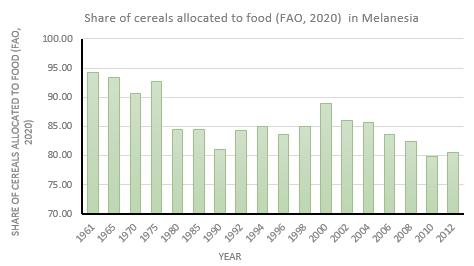 Share of cereals allocated to food (FAO, 2020)  in Melanesia
SHARE OF CEREALS ALLOCATED TO FOOD (FAO,
2020)
100.00
95.00
90.00
85.00
80.00
75.00
70.00
1961 1965 1970 1975 1980 1985 1990 1992 1994 1996 1998 2000 2002 2004 2006 2008 2010 2012
YEAR